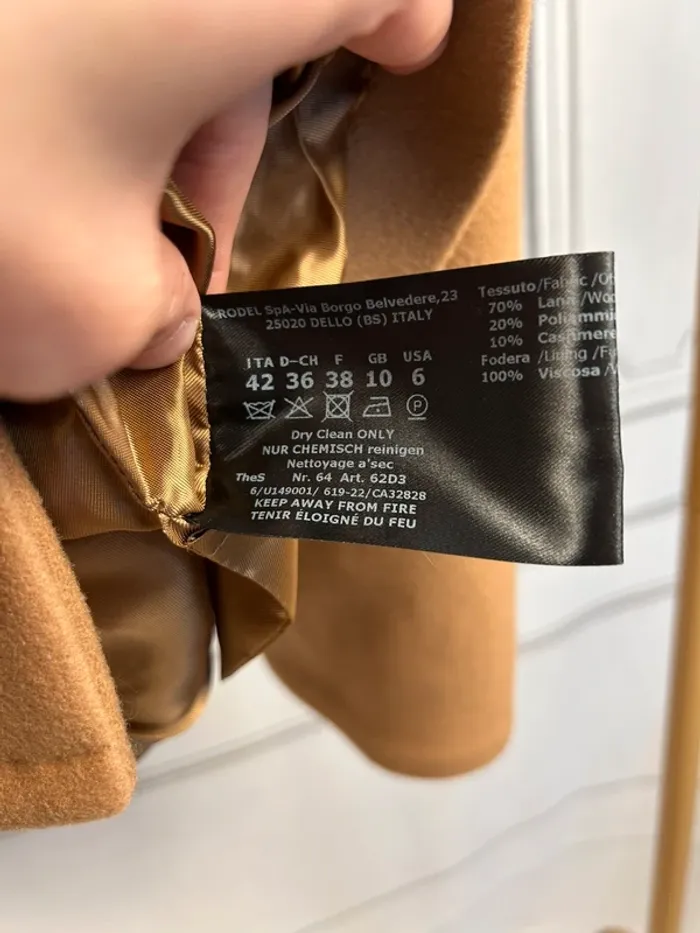 RODEL SpA-Via Borgo Belvedere,23
25020 DELLO (BS) ITALY
ITA D-CH F GB USA
42 36 38 10 6
P
Dry Clean ONLY
NUR CHEMISCH reinigen
Nettoyage a'sec
TheS Nr. 64 Art. 62D3
6/U149001/ 619-22/CA32828
KEEP AWAY FROM FIRE
TENIR ÉLOIGNÉ DU FEU
Tessuto/Fabric /
70% Lana/Woo
20% Poliammi
10% Cashmere
Fodera /Lining /
100% Viscosa /